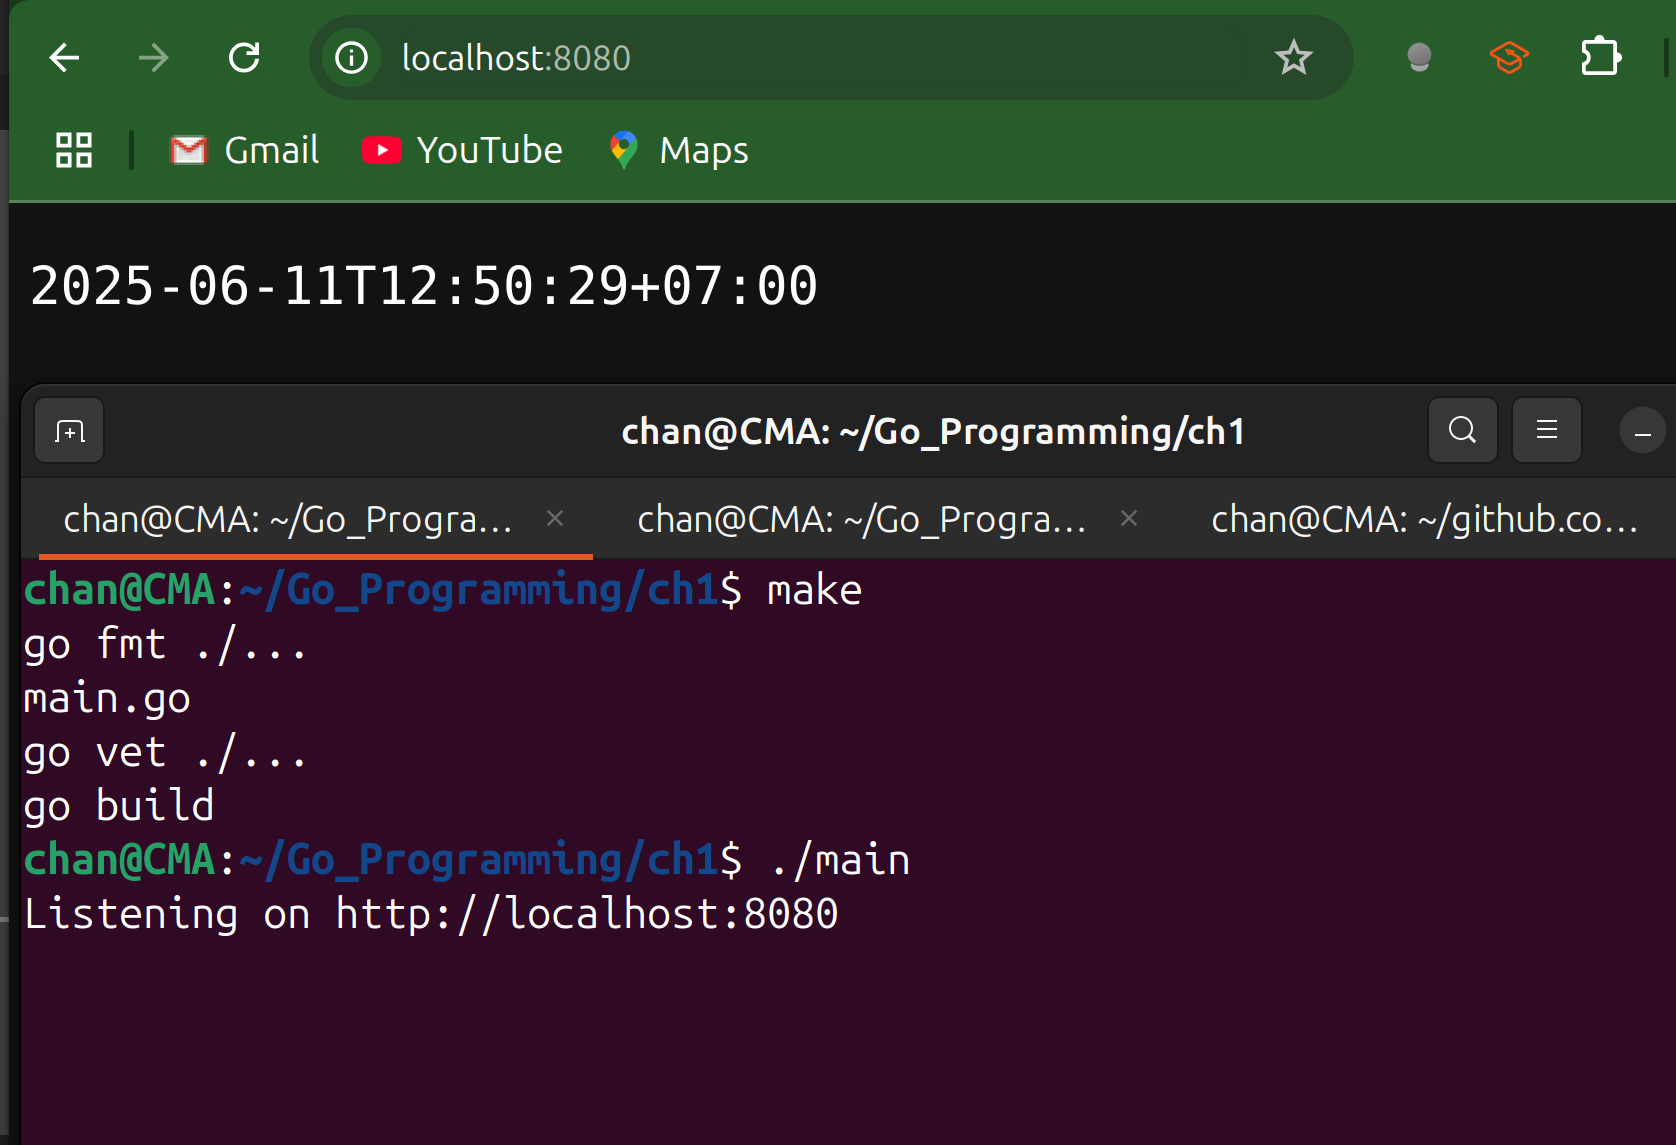 localhost:8080
Gmail YouTube Maps
2025-06-11T12:50:29+07:00
chan@CMA: ~/Go_Programming/ch1
chan@CMA: ~/Go_Progra… × chan@CMA: ~/Go_Progra… × chan@CMA: ~/github.co…
chan@CMA:~/Go_Programming/ch1$ make
go fmt ./...
main.go
go vet ./...
go build
chan@CMA:~/Go_Programming/ch1$ ./main
Listening on http://localhost:8080